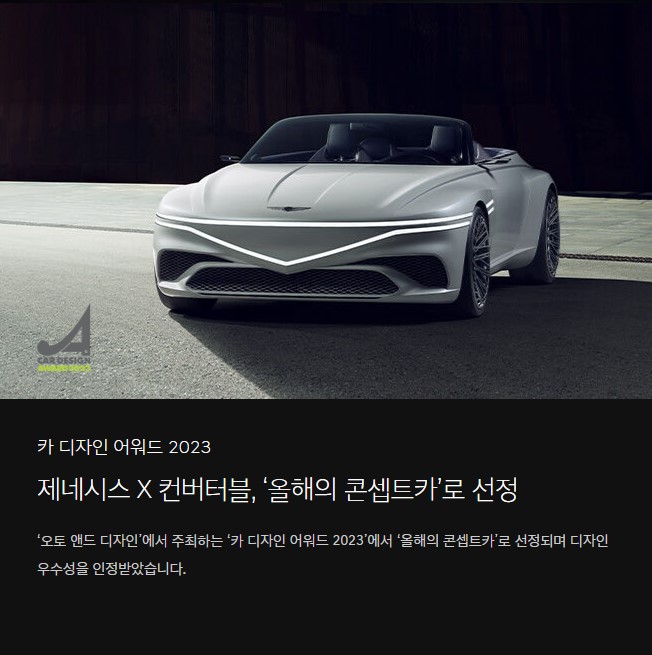 CAR DESIGN
AWARD 2023
카 디자인 어워드 2023
제네시스 X 컨버터블, ‘올해의 콘셉트카’로 선정
‘오토 앤드 디자인’에서 주최하는 ‘카 디자인 어워드 2023’에서 ‘올해의 콘셉트카’로 선정되며 디자인
우수성을 인정받았습니다.